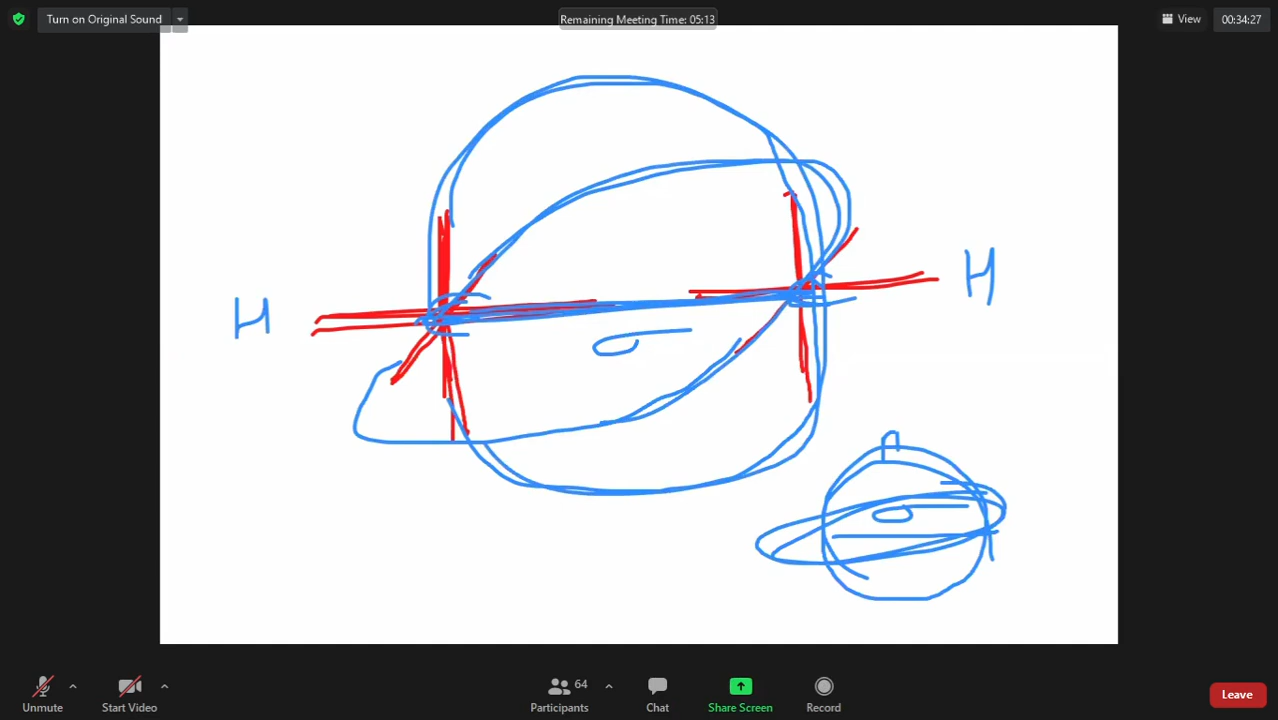 Turn on Original Sound
Remaining Meeting Time: 05:13
View
00:34:27
H
H
Unmute
Start Video
64
Participants
Chat
Share Screen
Record
Leave